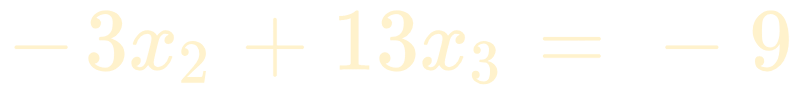 −3x₂ + 13x₃ = −9